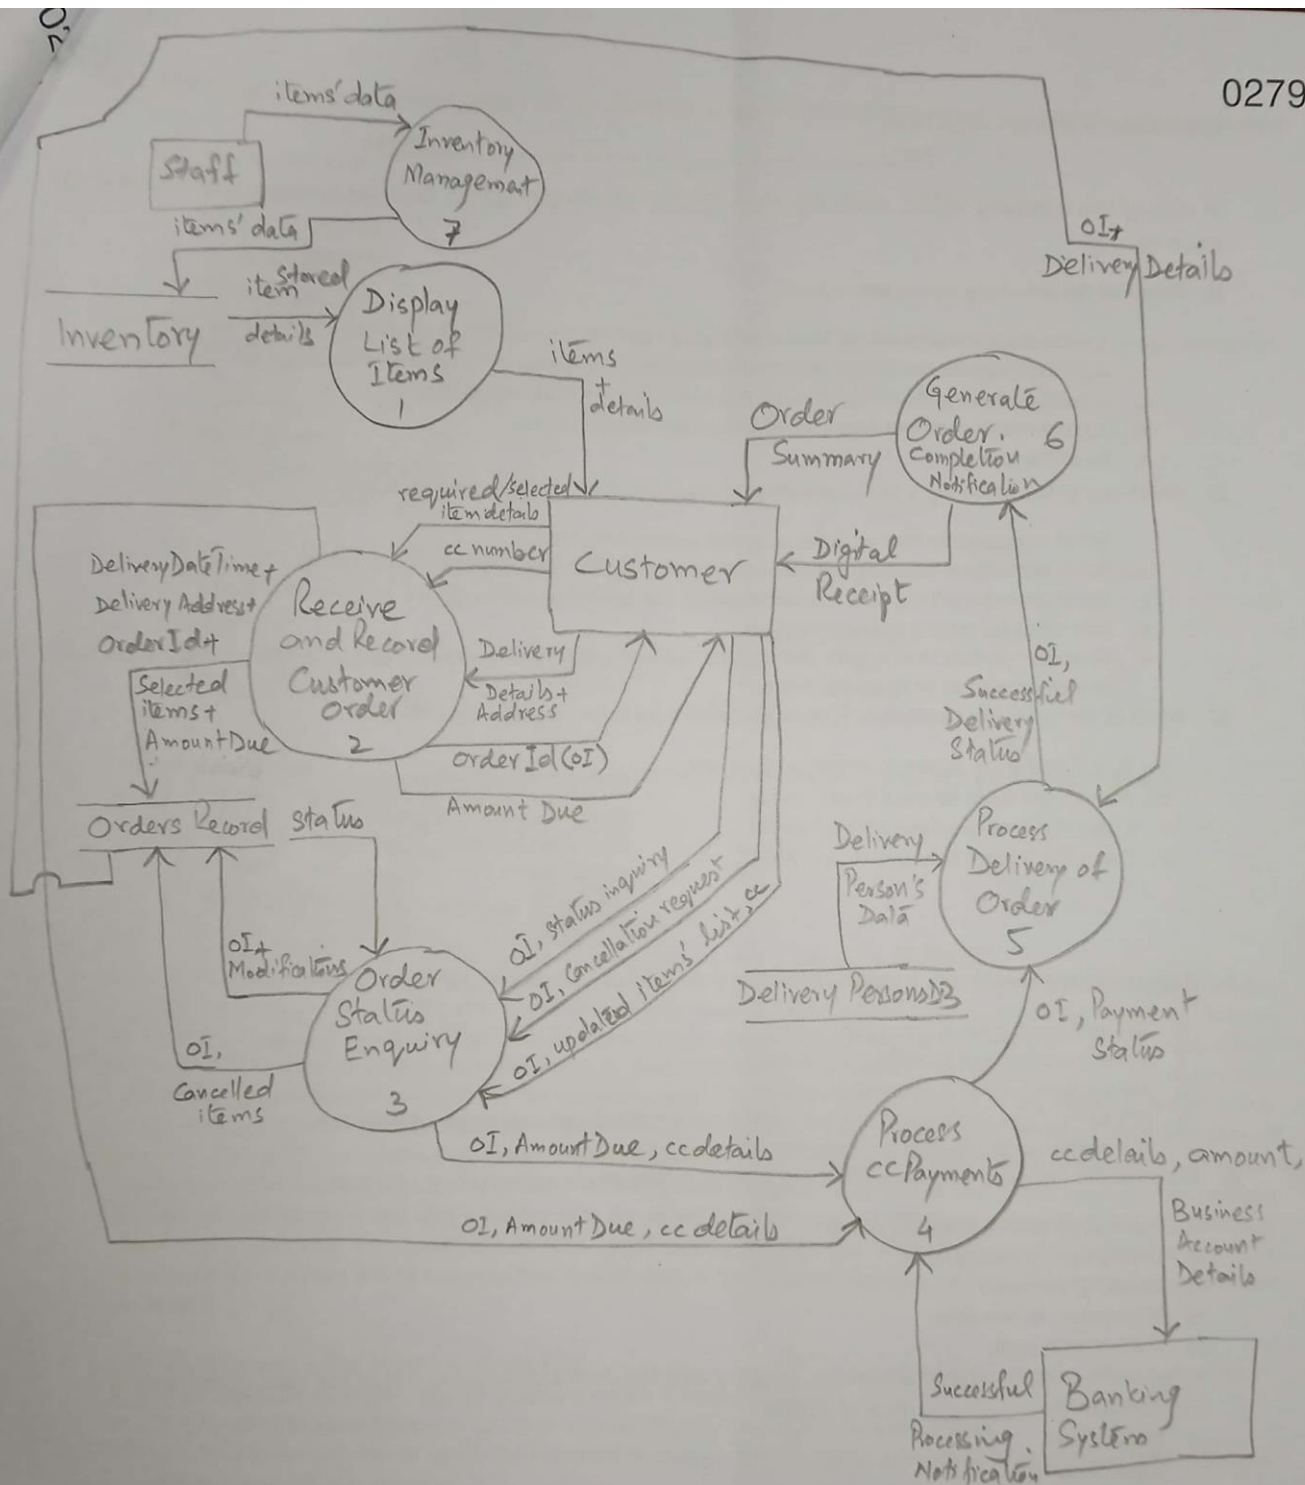 0279
items' data
Inventory
Management
7
Staff
items' data
OI+
Delivery Details
stored
item
details
Inventory
Display
List of
Items
1
items
+
details
Generate
Order.
6
Completion
Notification
Order
Summary
required/selected
item details
cc number
Customer
Digital
Receipt
DeliveryDateTime+
Delivery Address+
OrderId+
Selected
items+
AmountDue
Receive
and Record
Customer
Order
2
Delivery
Details+
Address
OrderId(OI)
Amount Due
OI,
Successful
Delivery
Status
Orders Record
Status
Process
Delivery of
Order
5
Delivery
Person's
Data
Delivery PersonsDB
OI, status inquiry
OI, Cancellation request
OI, updated items' list, cc
OI+
Modifications
Order
Status
Enquiry
3
OI,
Cancelled
items
OI, Payment
Status
OI, AmountDue, ccdetails
Process
ccPayments
4
ccdetails, amount,
Business
Account
Details
OI, AmountDue, cc details
Successful
Processing
Notification
Banking
System